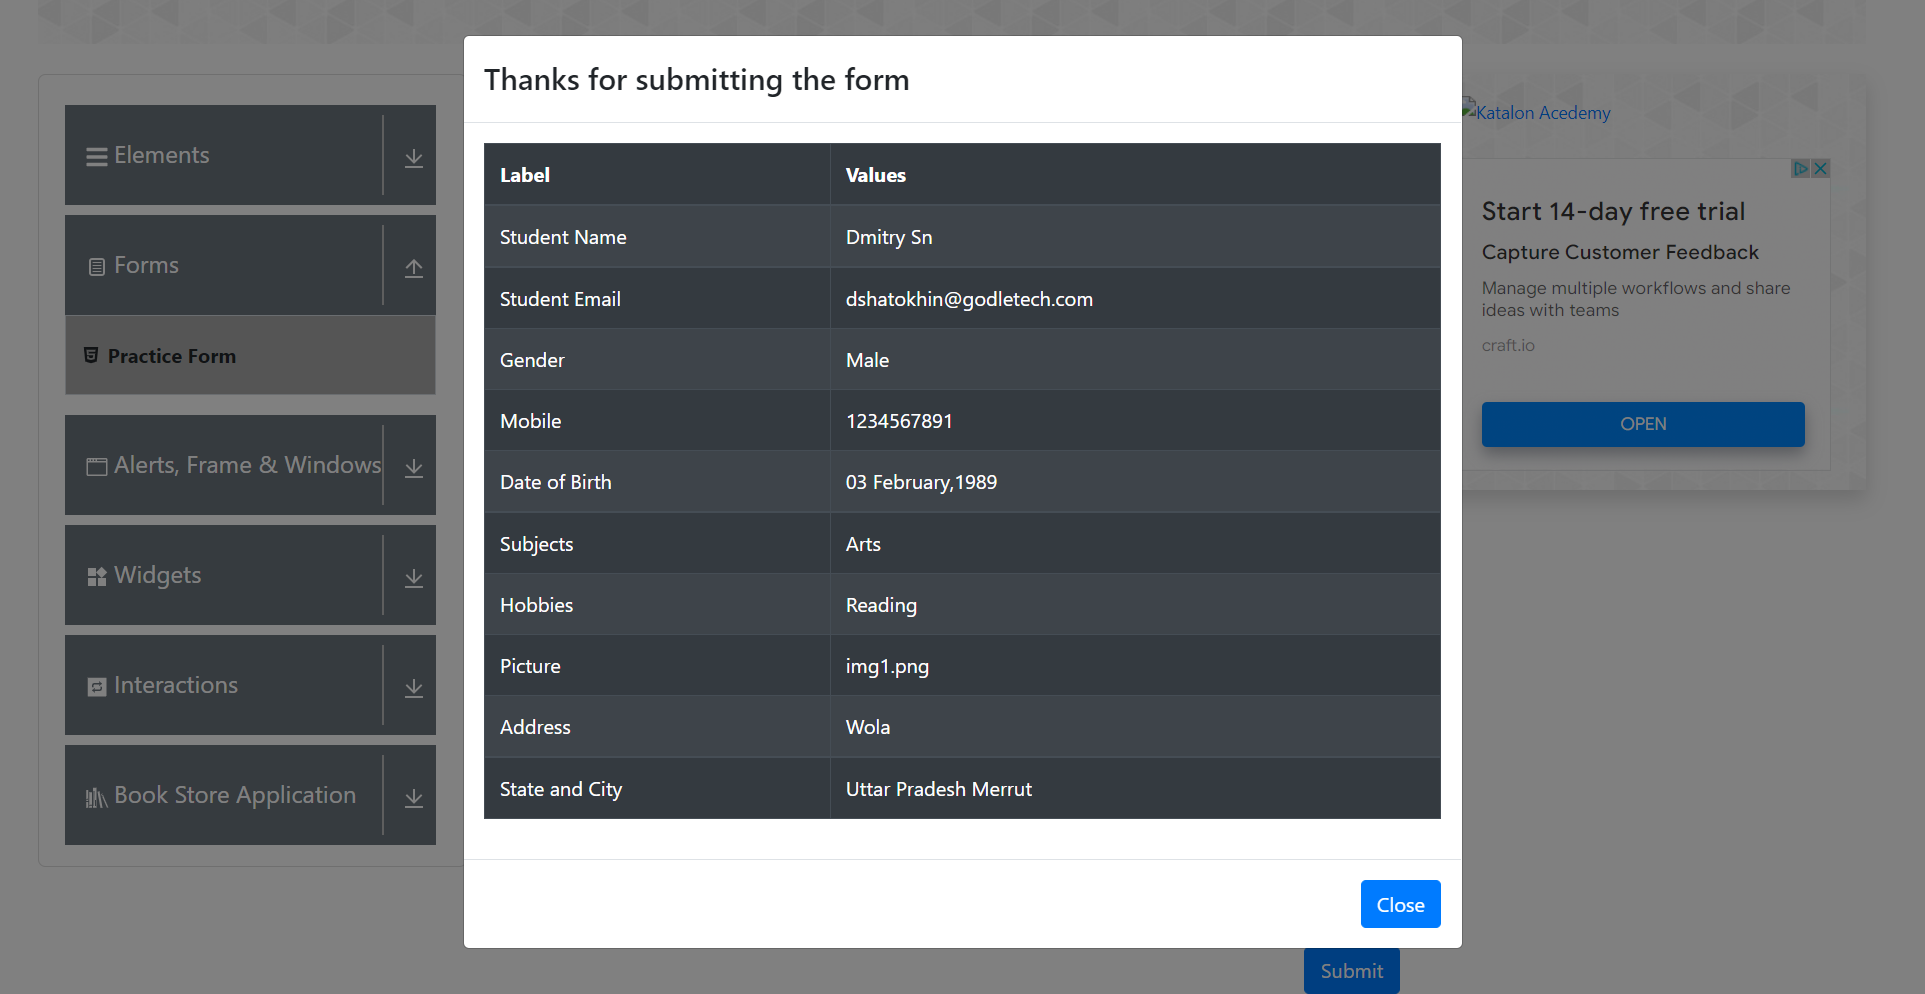 Elements
Forms
Practice Form
Alerts, Frame & Windows
Widgets
Interactions
Book Store Application
Thanks for submitting the form
Label Values
Student Name Dmitry Sn
Student Email dshatokhin@godletech.com
Gender Male
Mobile 1234567891
Date of Birth 03 February,1989
Subjects Arts
Hobbies Reading
Picture img1.png
Address Wola
State and City Uttar Pradesh Merrut
Close
Submit
Katalon Acedemy
Start 14-day free trial
Capture Customer Feedback
Manage multiple workflows and share
ideas with teams
craft.io
OPEN